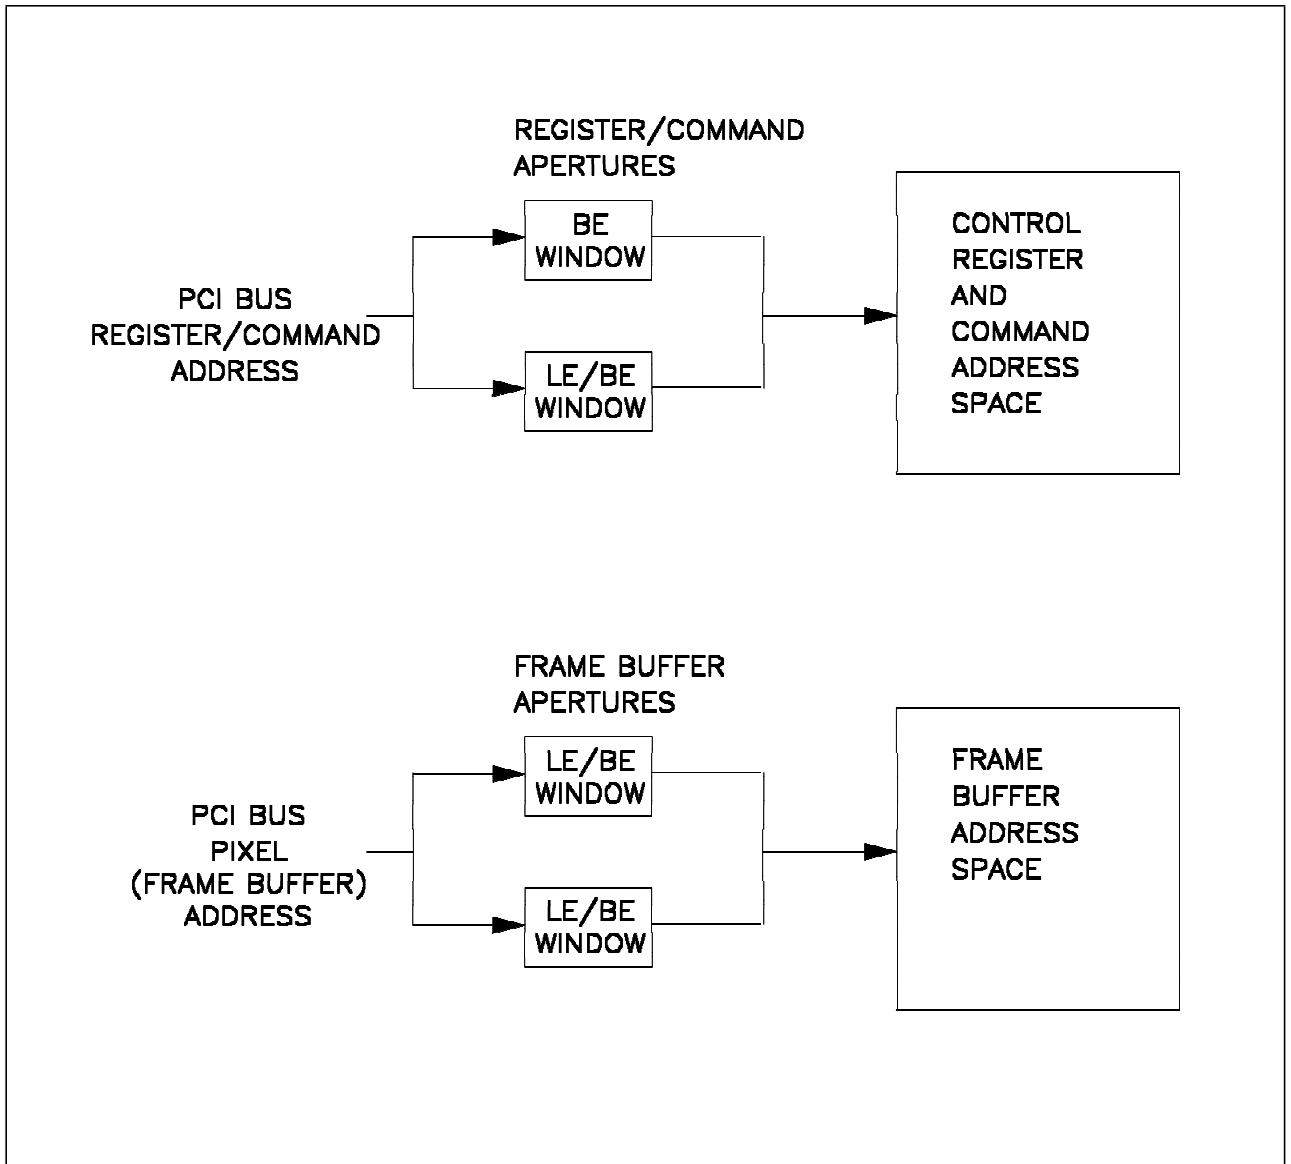 REGISTER/COMMAND
APERTURES
BE
WINDOW
PCI BUS
REGISTER/COMMAND
ADDRESS
LE/BE
WINDOW
CONTROL
REGISTER
AND
COMMAND
ADDRESS
SPACE
FRAME BUFFER
APERTURES
LE/BE
WINDOW
PCI BUS
PIXEL
(FRAME BUFFER)
ADDRESS
LE/BE
WINDOW
FRAME
BUFFER
ADDRESS
SPACE